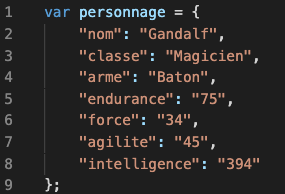 1 var personnage = {
2     "nom": "Gandalf",
3     "classe": "Magicien",
4     "arme": "Baton",
5     "endurance": "75",
6     "force": "34",
7     "agilite": "45",
8     "intelligence": "394"
9 };